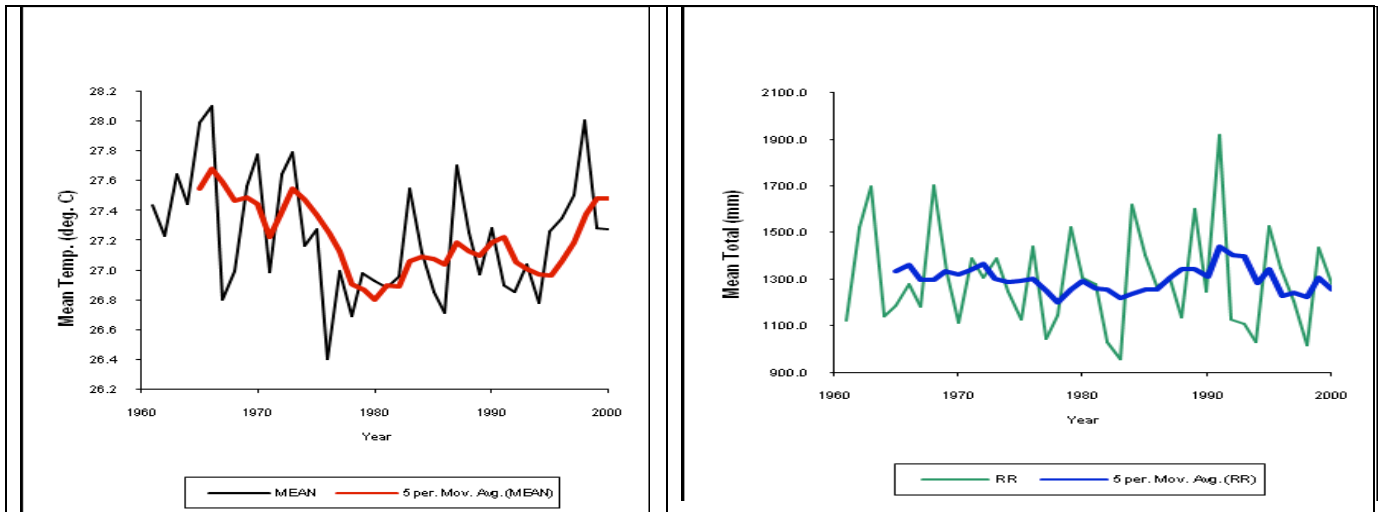 28.2
28.0
27.8
27.6
27.4
27.2
27.0
26.8
26.6
26.4
26.2
Mean Temp. (deg. C)
1960 1970 1980 1990 2000
Year
MEAN 5 per. Mov. Avg. (MEAN)
2100.0
1900.0
1700.0
1500.0
1300.0
1100.0
900.0
Mean Total (mm)
1960 1970 1980 1990 2000
Year
RR 5 per. Mov. Avg. (RR)